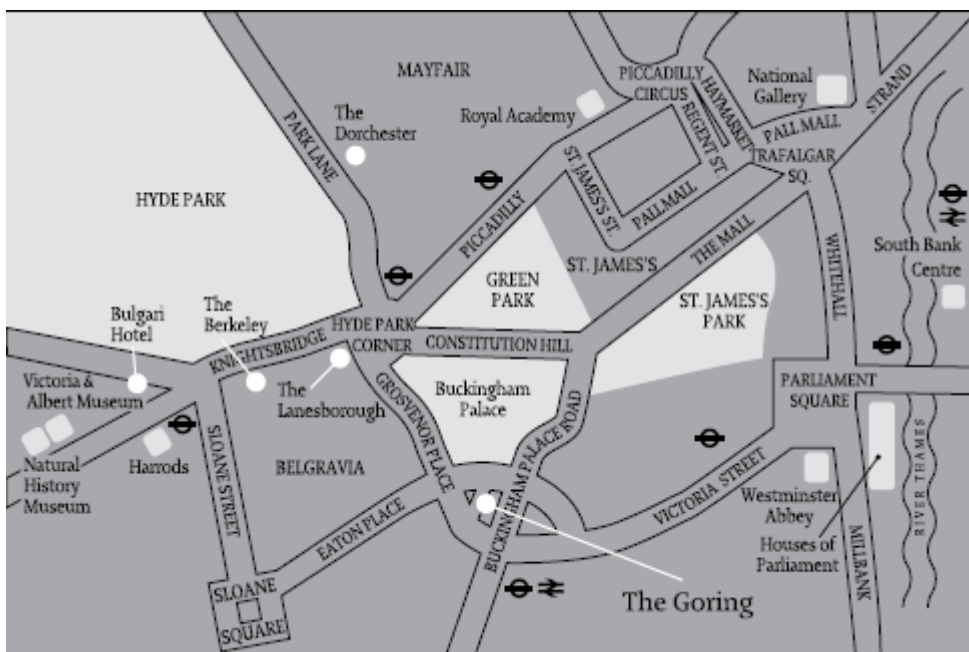 MAYFAIR
PICCADILLY
CIRCUS
HAYMARKET
National
Gallery
STRAND
The
Dorchester
Royal Academy
REGENT ST.
PALL MALL
PARK LANE
TRAFALGAR
SQ.
HYDE PARK
ST. JAMES'S ST.
PALL MALL
PICCADILLY
THE MALL
WHITEHALL
South Bank
Centre
GREEN
PARK
ST. JAMES'S
ST. JAMES'S
PARK
Bulgari
Hotel
The
Berkeley
HYDE PARK
CORNER
KNIGHTSBRIDGE
CONSTITUTION HILL
Victoria &
Albert Museum
The
Lanesborough
GROSVENOR PLACE
Buckingham
Palace
PARLIAMENT
SQUARE
Natural
History
Museum
Harrods
SLOANE STREET
BELGRAVIA
BUCKINGHAM PALACE ROAD
VICTORIA STREET
Westminster
Abbey
RIVER THAMES
EATON PLACE
Houses of
Parliament
MILLBANK
SLOANE
SQUARE
The Goring